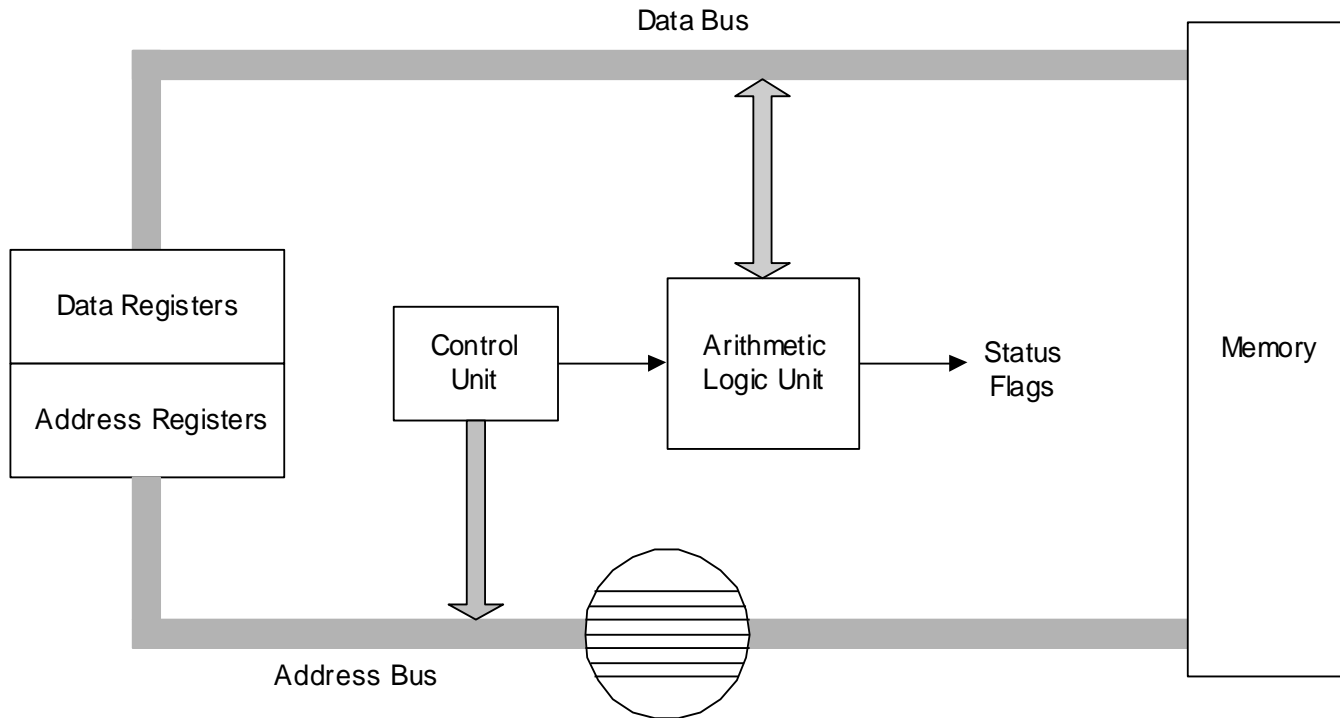 Data Bus
Data Registers
Address Registers
Control
Unit
Arithmetic
Logic Unit
Status
Flags
Memory
Address Bus